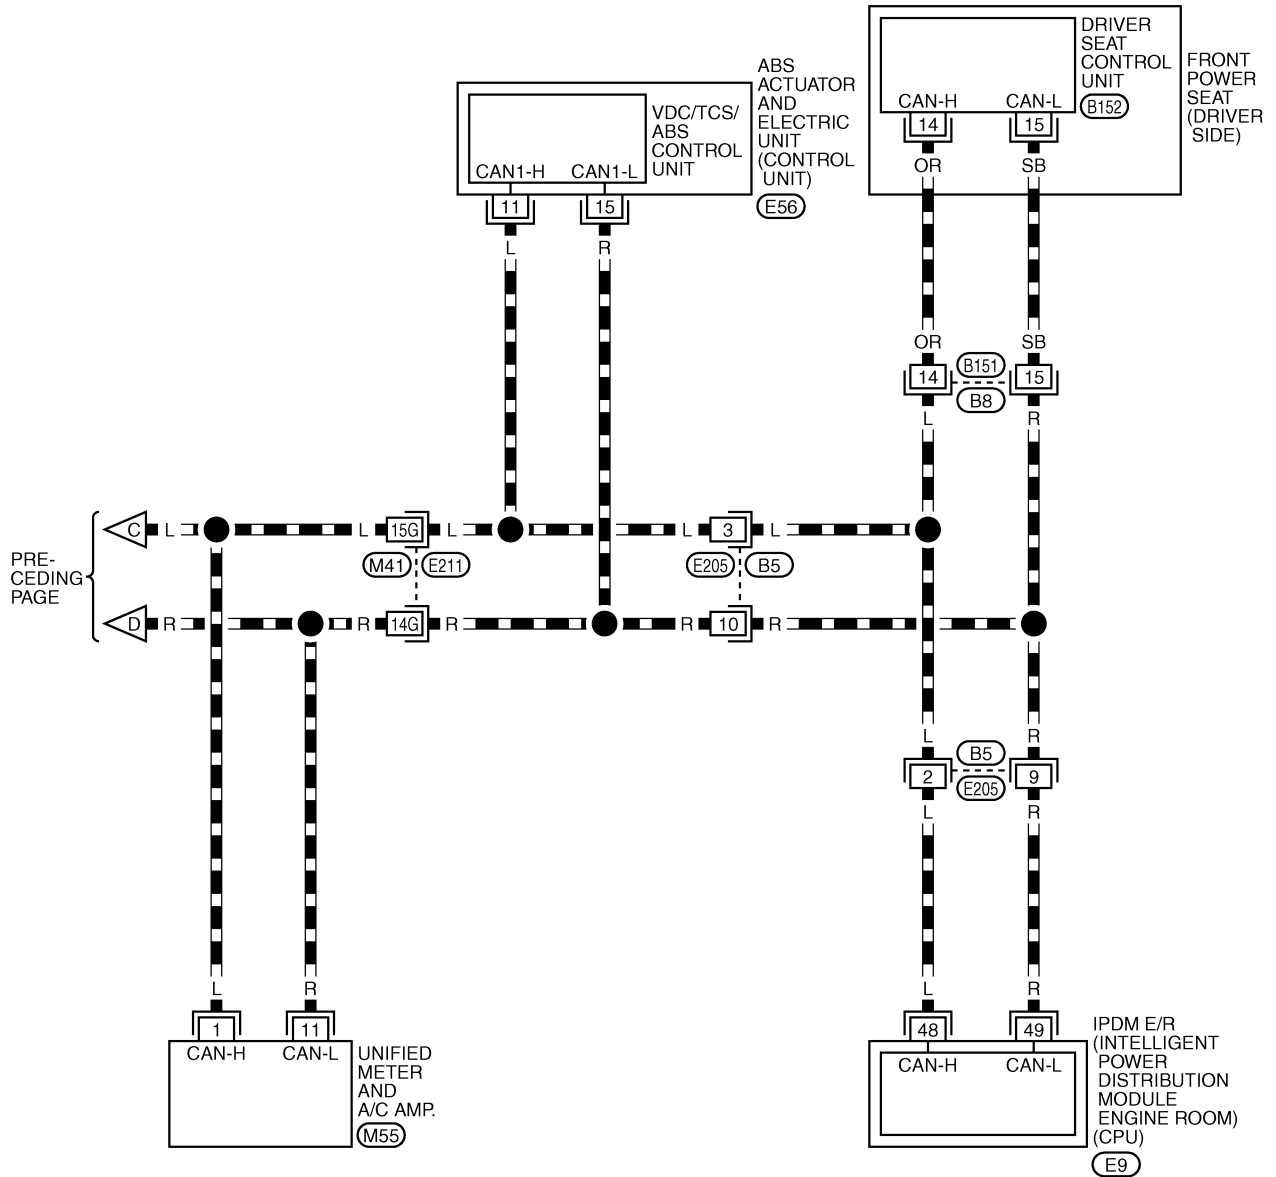 DRIVER
SEAT
CONTROL
UNIT
B152
FRONT
POWER
SEAT
(DRIVER
SIDE)
CAN-H CAN-L
14 15
OR SB
ABS
ACTUATOR
AND
ELECTRIC
UNIT
(CONTROL
UNIT)
E56
VDC/TCS/
ABS
CONTROL
UNIT
CAN1-H CAN1-L
11 15
L R
OR SB
14 B151 15
B8
L R
PRE-
CEDING
PAGE
C L L 15G L L 3 L
M41 E211 E205 B5
D R R 14G R R 10 R
L R
2 B5 9
E205
L R
L R
1 11
CAN-H CAN-L
UNIFIED
METER
AND
A/C AMP.
M55
L R
48 49
CAN-H CAN-L
IPDM E/R
(INTELLIGENT
POWER
DISTRIBUTION
MODULE
ENGINE ROOM)
(CPU)
E9